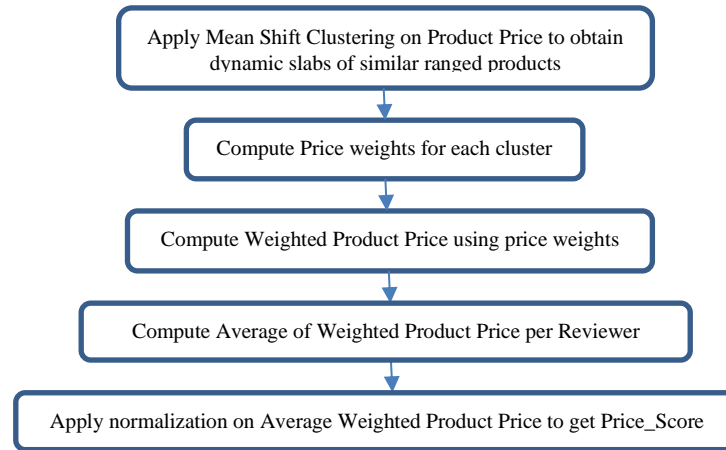 Apply Mean Shift Clustering on Product Price to obtain
dynamic slabs of similar ranged products
Compute Price weights for each cluster
Compute Weighted Product Price using price weights
Compute Average of Weighted Product Price per Reviewer
Apply normalization on Average Weighted Product Price to get Price_Score